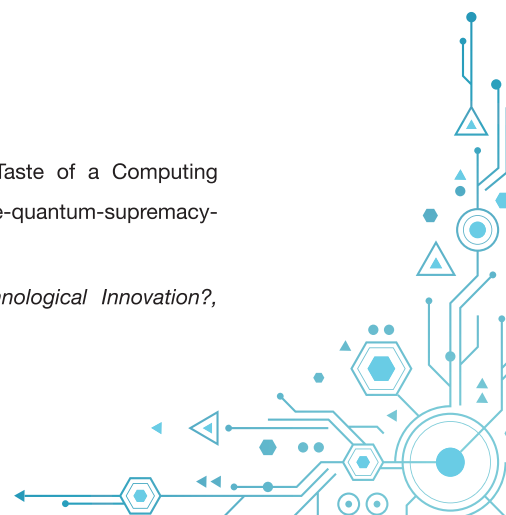 Taste of a Computing
e-quantum-supremacy-
nological Innovation?,